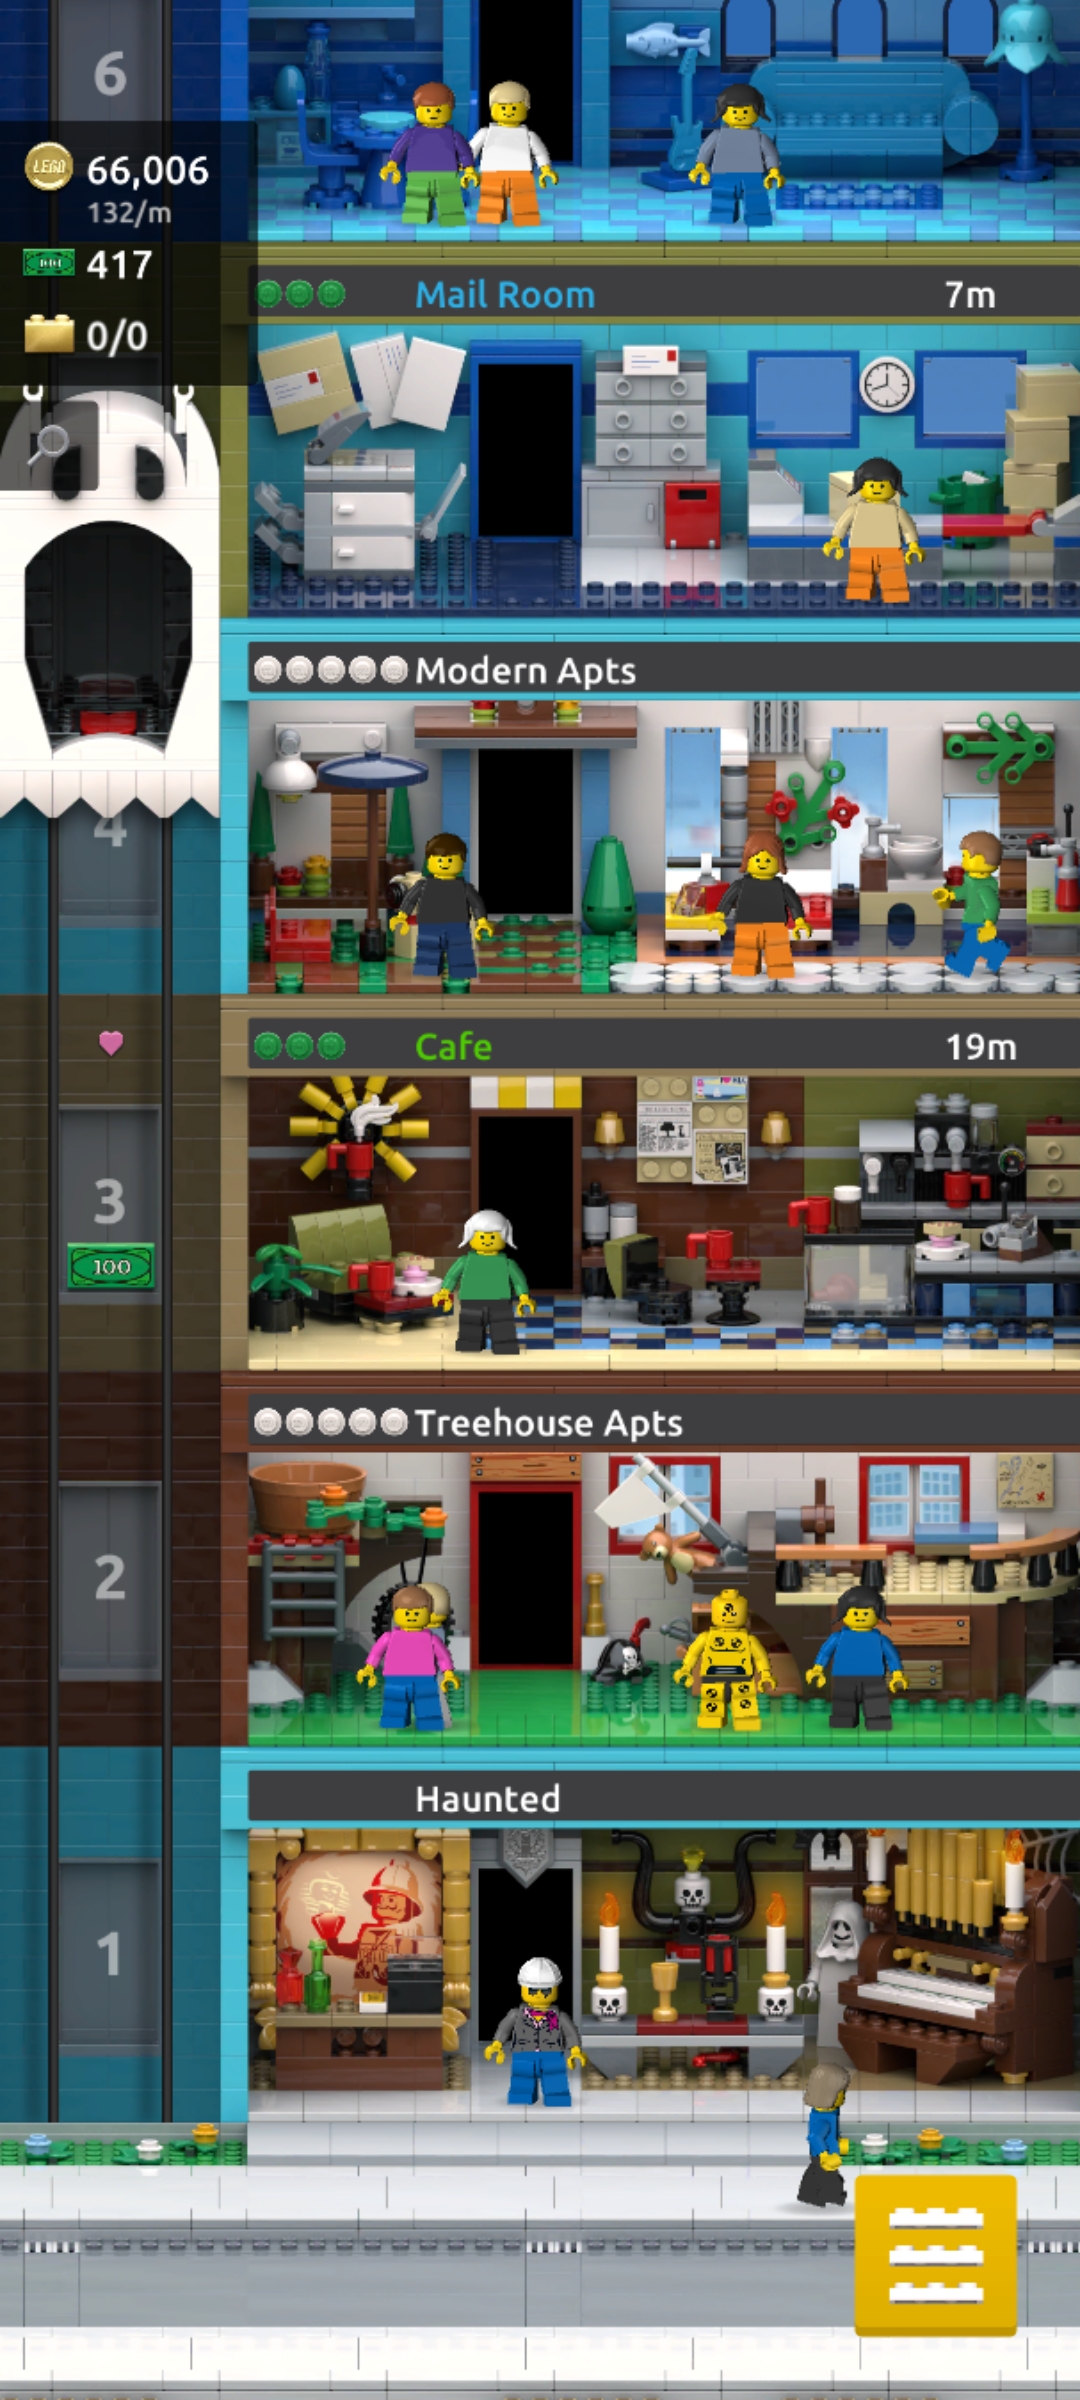 6
LEGO
66,006
132/m
417
0/0
Mail Room
7m
Modern Apts
4
Cafe
19m
3
100
Treehouse Apts
2
Haunted
1